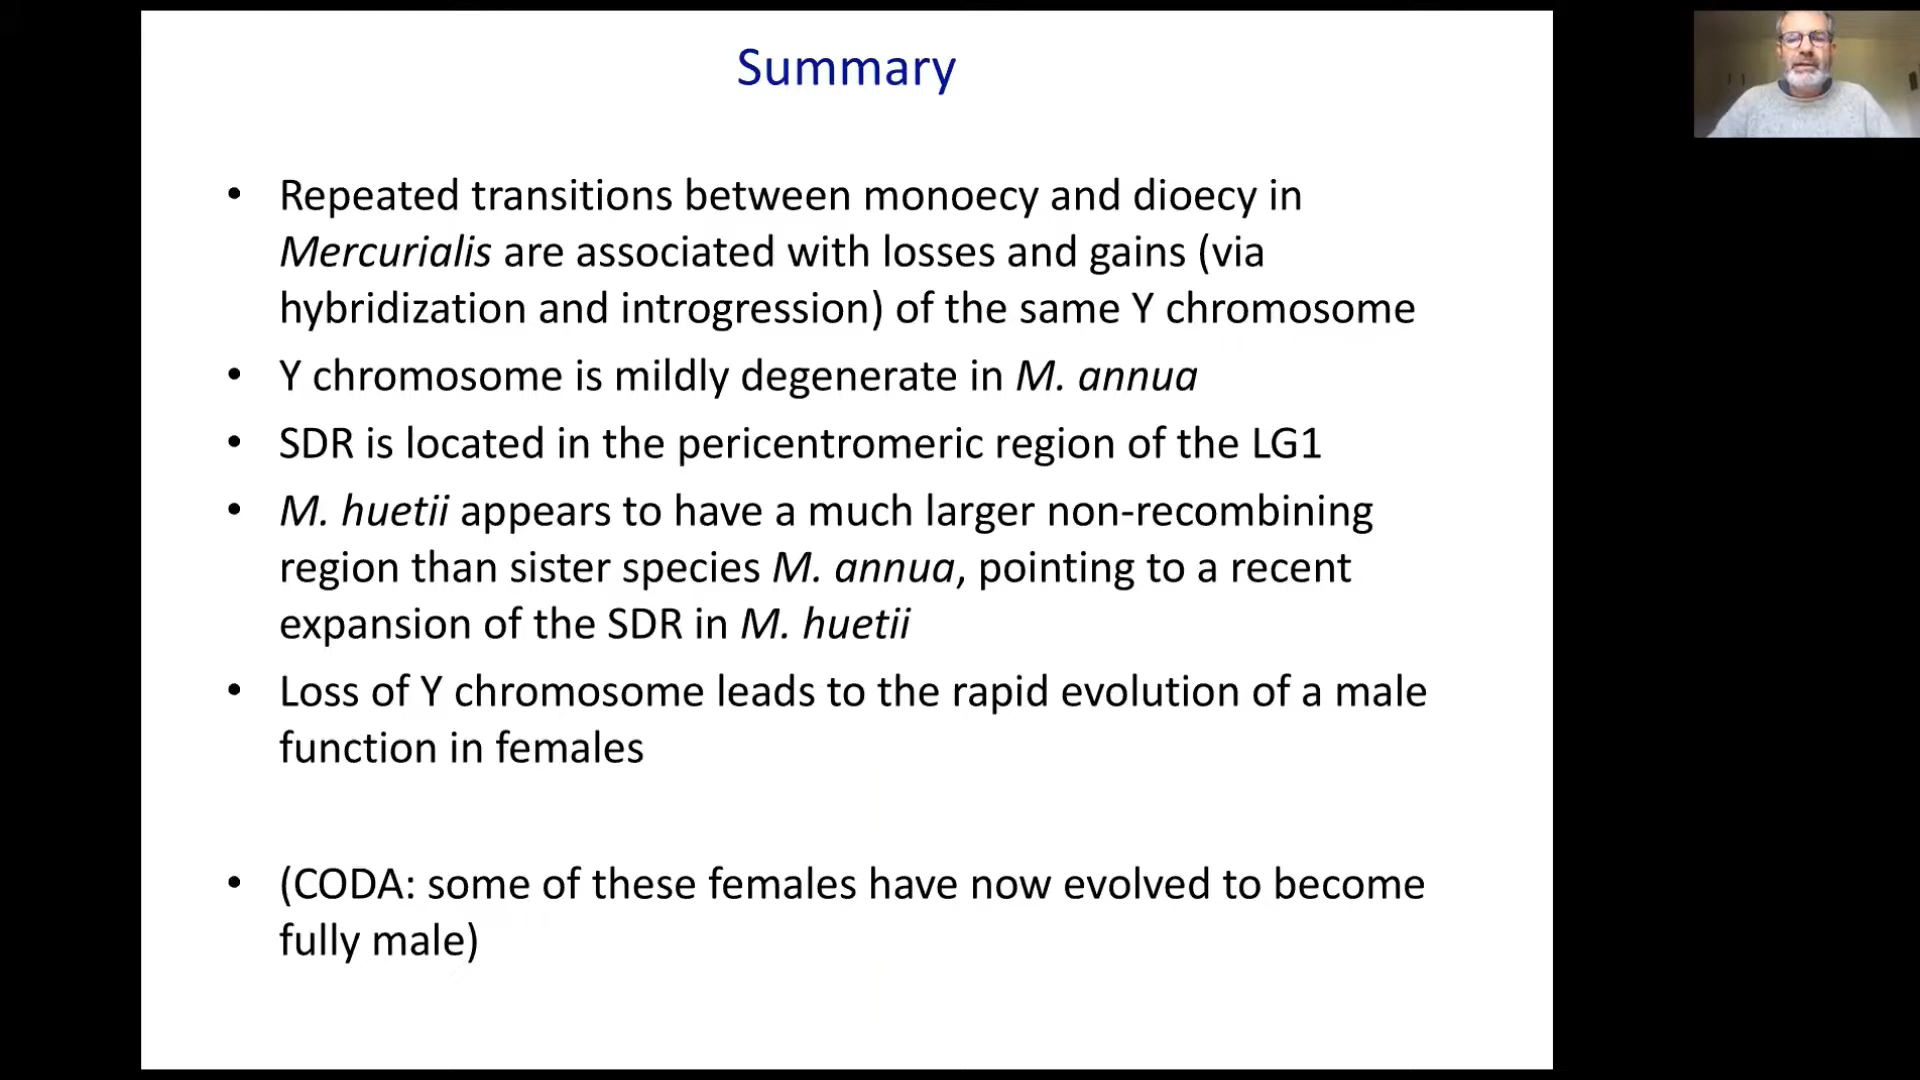 Summary
• Repeated transitions between monoecy and dioecy in
Mercurialis are associated with losses and gains (via
hybridization and introgression) of the same Y chromosome
• Y chromosome is mildly degenerate in M. annua
• SDR is located in the pericentromeric region of the LG1
• M. huetii appears to have a much larger non-recombining
region than sister species M. annua, pointing to a recent
expansion of the SDR in M. huetii
• Loss of Y chromosome leads to the rapid evolution of a male
function in females
• (CODA: some of these females have now evolved to become
fully male)